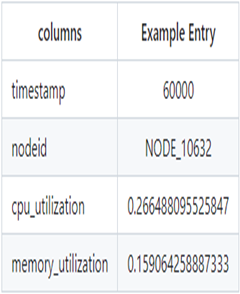 columns Example Entry
timestamp 60000
nodeid NODE_10632
cpu_utilization 0.266488095525847
memory_utilization 0.159064258887333